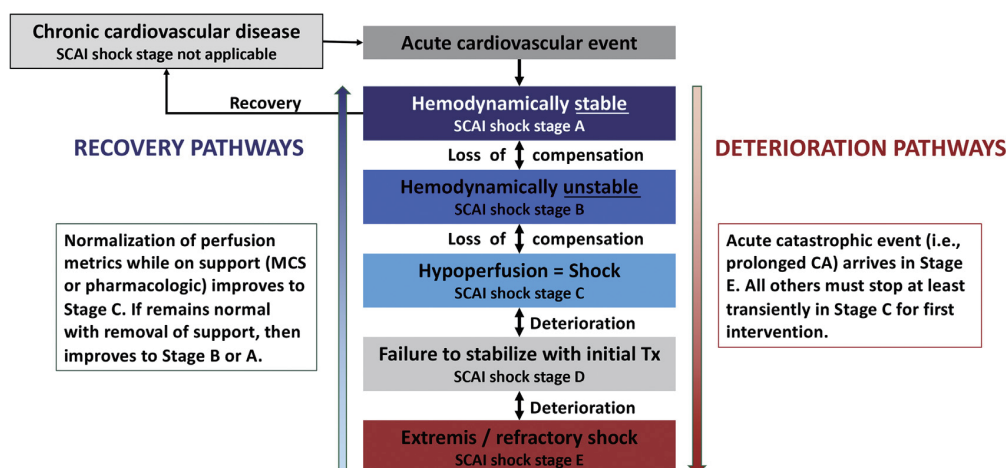 Chronic cardiovascular disease
SCAI shock stage not applicable
Acute cardiovascular event
Recovery
Hemodynamically stable
SCAI shock stage A
RECOVERY PATHWAYS
DETERIORATION PATHWAYS
Loss of compensation
Hemodynamically unstable
SCAI shock stage B
Loss of compensation
Hypoperfusion = Shock
SCAI shock stage C
Deterioration
Failure to stabilize with initial Tx
SCAI shock stage D
Deterioration
Extremis / refractory shock
SCAI shock stage E
Normalization of perfusion
metrics while on support (MCS
or pharmacologic) improves to
Stage C. If remains normal
with removal of support, then
improves to Stage B or A.
Acute catastrophic event (i.e.,
prolonged CA) arrives in Stage
E. All others must stop at least
transiently in Stage C for first
intervention.